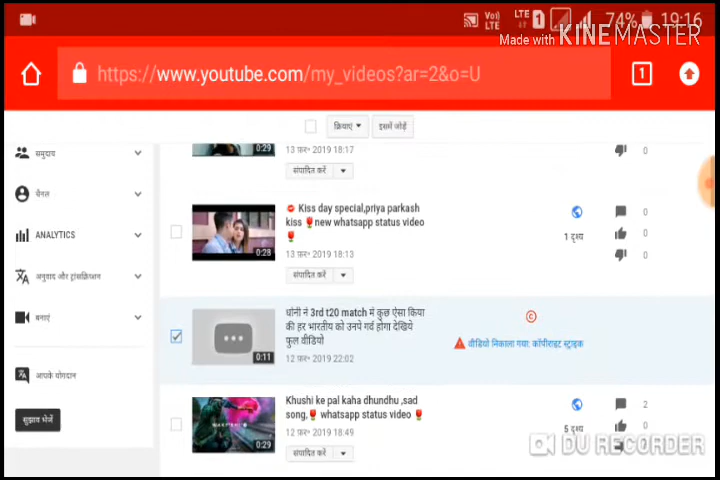 VoI) LTE LTE 1 74% 19:16
Made with KINEMASTER
https://www.youtube.com/my_videos?ar=2&o=U 1
क्रियाएं इसमें जोड़ें
समुदाय
0:29
13 फ़र॰ 2019 18:17
0
संपादित करें
चैनल
ANALYTICS
अनुवाद और ट्रांसक्रिप्शन
बनाएं
आपके योगदान
सुझाव भेजें
0:28
💋 Kiss day special,priya parkash
kiss 🌹new whatsapp status video
🌹
13 फ़र॰ 2019 18:13
संपादित करें
1 दृश्य
0
0
0
0:11
धोनी ने 3rd t20 match में कुछ ऐसा किया
की हर भारतीय को उनपे गर्व होगा देखिये
फुल वीडियो
12 फ़र॰ 2019 22:02
©
वीडियो निकाला गया: कॉपीराइट स्ट्राइक
0:29
Khushi ke pal kaha dhundhu ,sad
song,🌹 whatsapp status video 🌹
12 फ़र॰ 2019 18:49
संपादित करें
5 दृश्य
2
0
DU RECORDER